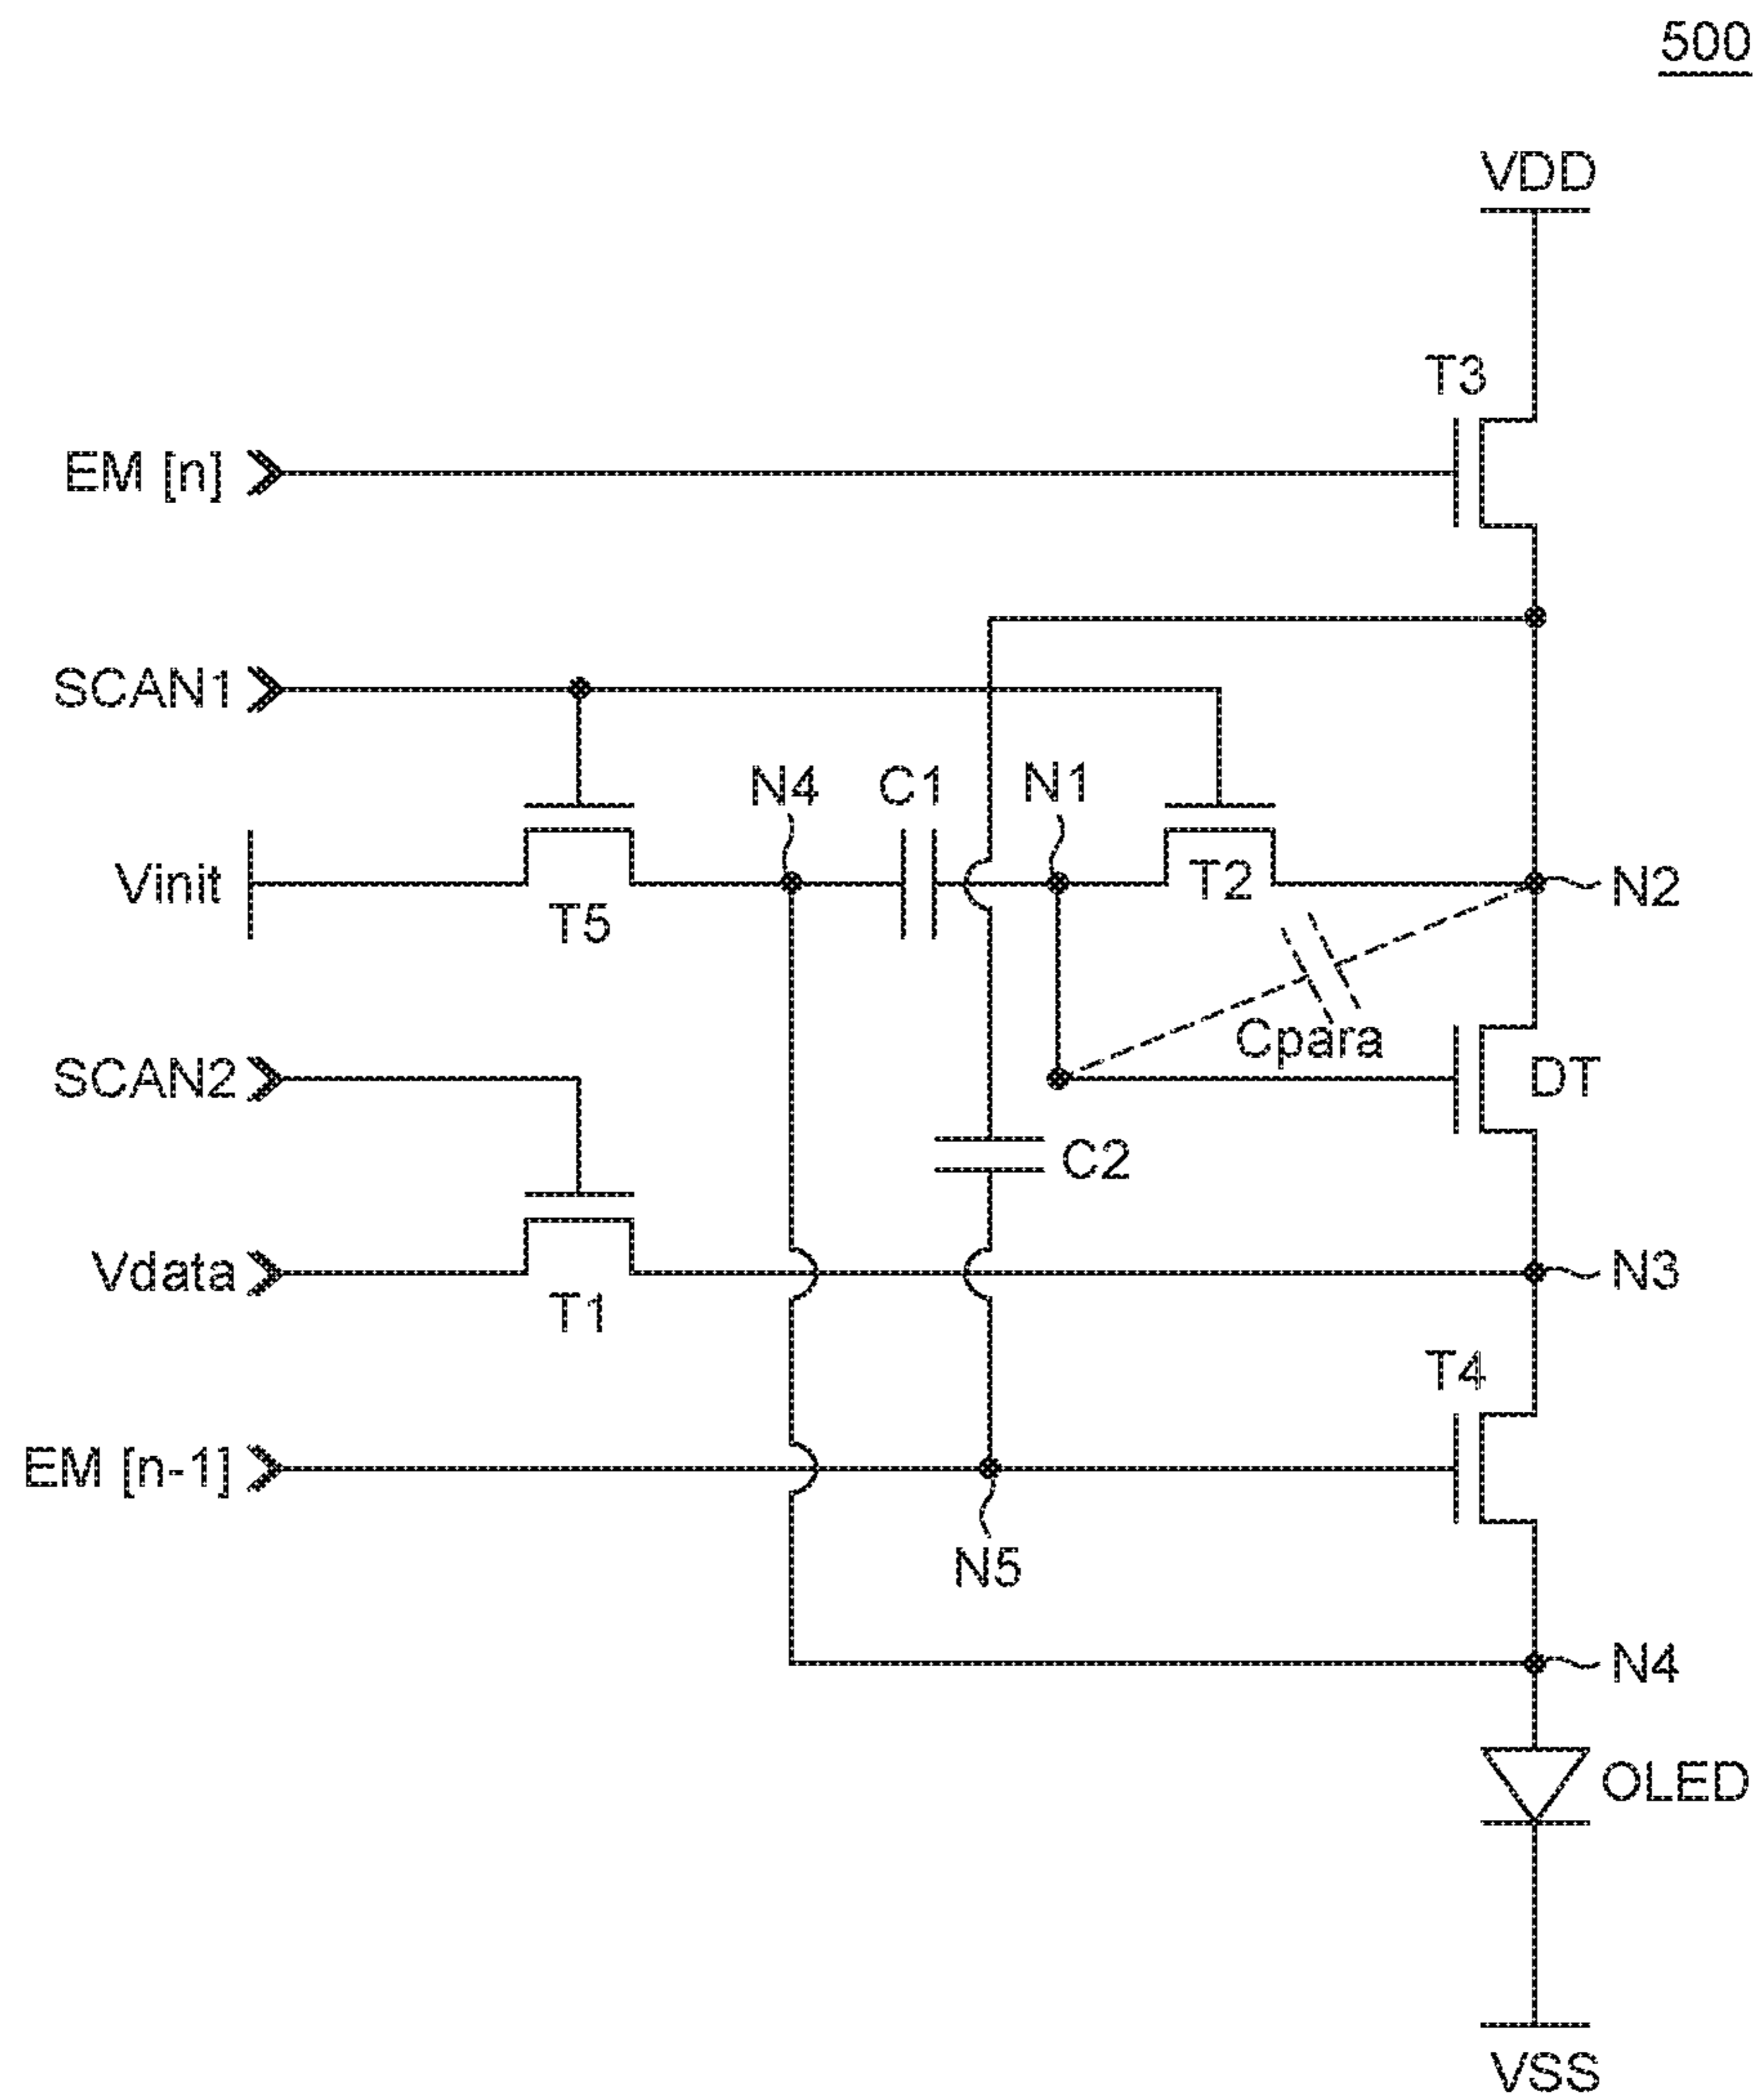 500
VDD
T3
EM [n]
SCAN1
N4
C1
N1
Vinit
T5
T2
N2
Cpara
SCAN2
DT
C2
Vdata
T1
N3
T4
EM [n-1]
N5
N4
OLED
VSS